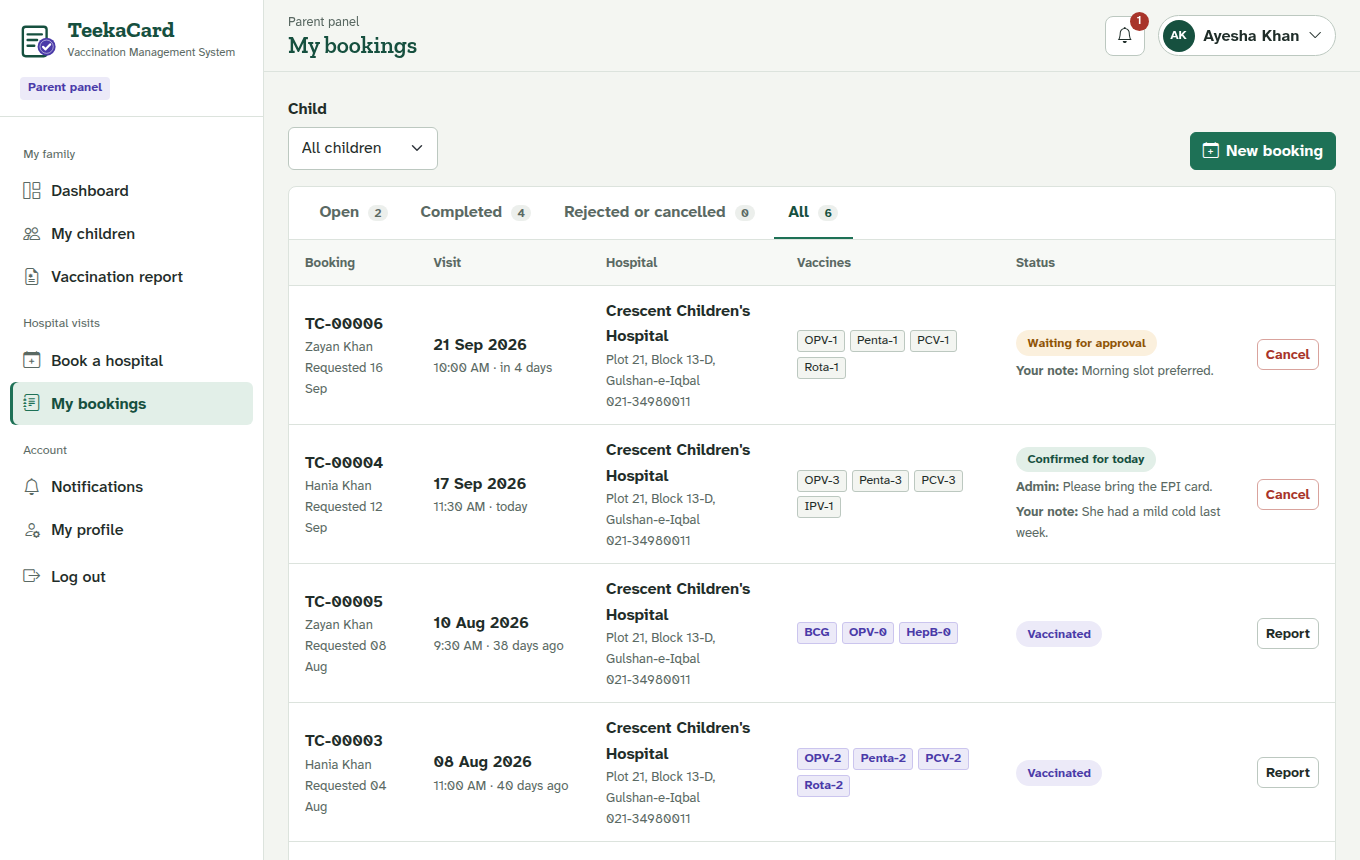 TeekaCard
Vaccination Management System
Parent panel
My family
Dashboard
My children
Vaccination report
Hospital visits
Book a hospital
My bookings
Account
Notifications
My profile
Log out
Parent panel
My bookings
1
AK
Ayesha Khan
Child
All children
New booking
Open 2
Completed 4
Rejected or cancelled 0
All 6
Booking Visit Hospital Vaccines Status
TC-00006
Zayan Khan
Requested 16
Sep
21 Sep 2026
10:00 AM · in 4 days
Crescent Children's
Hospital
Plot 21, Block 13-D,
Gulshan-e-Iqbal
021-34980011
OPV-1 Penta-1 PCV-1
Rota-1
Waiting for approval
Your note: Morning slot preferred.
Cancel
TC-00004
Hania Khan
Requested 12
Sep
17 Sep 2026
11:30 AM · today
Crescent Children's
Hospital
Plot 21, Block 13-D,
Gulshan-e-Iqbal
021-34980011
OPV-3 Penta-3 PCV-3
IPV-1
Confirmed for today
Admin: Please bring the EPI card.
Your note: She had a mild cold last
week.
Cancel
TC-00005
Zayan Khan
Requested 08
Aug
10 Aug 2026
9:30 AM · 38 days ago
Crescent Children's
Hospital
Plot 21, Block 13-D,
Gulshan-e-Iqbal
021-34980011
BCG OPV-0 HepB-0
Vaccinated
Report
TC-00003
Hania Khan
Requested 04
Aug
08 Aug 2026
11:00 AM · 40 days ago
Crescent Children's
Hospital
Plot 21, Block 13-D,
Gulshan-e-Iqbal
021-34980011
OPV-2 Penta-2 PCV-2
Rota-2
Vaccinated
Report